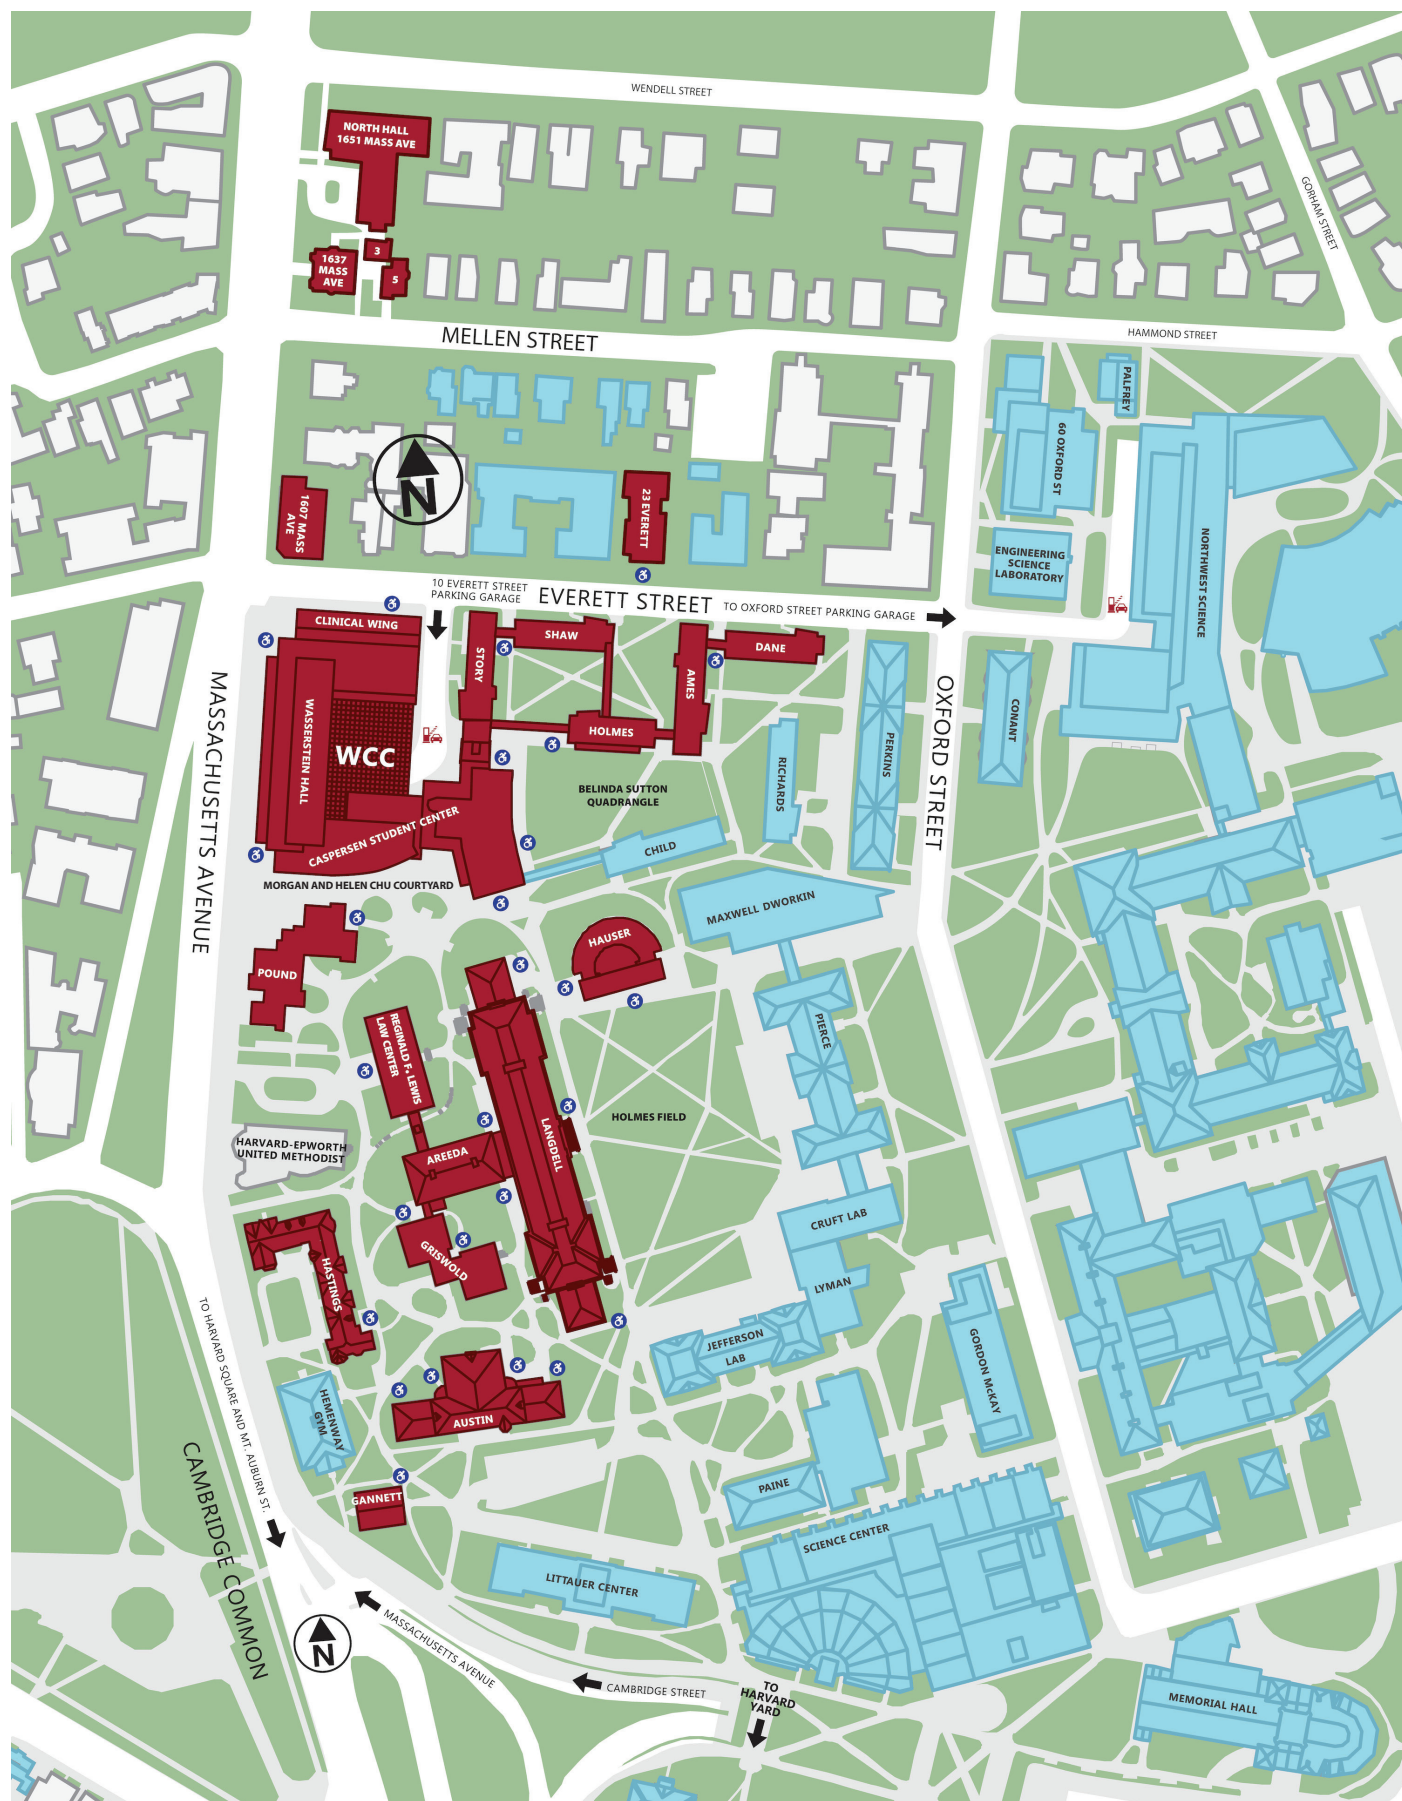 WENDELL STREET
NORTH HALL
1651 MASS AVE
3
1637
MASS
AVE
5
GORHAM STREET
MELLEN STREET
HAMMOND STREET
PALFREY
60 OXFORD ST
1607 MASS
AVE
N
23 EVERETT
ENGINEERING
SCIENCE
LABORATORY
NORTHWEST SCIENCE
10 EVERETT STREET
PARKING GARAGE
EVERETT STREET
TO OXFORD STREET PARKING GARAGE
CLINICAL WING
STORY
SHAW
AMES
DANE
MASSACHUSETTS AVENUE
WASSERSTEIN HALL
WCC
HOLMES
OXFORD STREET
CONANT
PERKINS
RICHARDS
BELINDA SUTTON
QUADRANGLE
CASPERSEN STUDENT CENTER
CHILD
MORGAN AND HELEN CHU COURTYARD
MAXWELL DWORKIN
HAUSER
POUND
REGINALD F. LEWIS
LAW CENTER
PIERCE
LANGDELL
HOLMES FIELD
HARVARD-EPWORTH
UNITED METHODIST
AREEDA
CRUFT LAB
GRISWOLD
HASTINGS
LYMAN
JEFFERSON
LAB
GORDON McKAY
TO HARVARD SQUARE AND MT. AUBURN ST.
HEMENWAY
GYM
AUSTIN
CAMBRIDGE COMMON
GANNETT
PAINE
SCIENCE CENTER
LITTAUER CENTER
MASSACHUSETTS AVENUE
N
CAMBRIDGE STREET
TO
HARVARD
YARD
MEMORIAL HALL